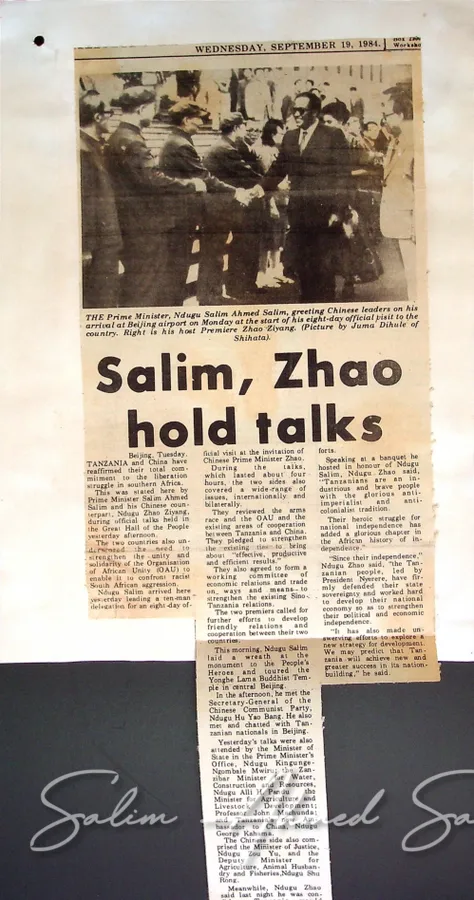 WEDNESDAY, SEPTEMBER 19, 1984.
Worksho
THE Prime Minister, Ndugu Salim Ahmed Salim, greeting Chinese leaders on his
arrival at Beijing airport on Monday at the start of his eight-day official visit to the
country. Right is his host Premiere Zhao Ziyang. (Picture by Juma Dihule of
Shihata).
Salim, Zhao
hold talks
Beijing, Tuesday.
TANZANIA and China have
reaffirmed their total com-
mitment to the liberation
struggle in southern Africa.
This was stated here by
Prime Minister Salim Ahmed
Salim and his Chinese coun-
terpart, Ndugu Zhao Ziyang,
during official talks held in
the Great Hall of the People
yesterday afternoon.
The two countries also un-
derscored the need to
strengthen the unity and
solidarity of the Organisation
of African Unity (OAU) to
enable it to confront racist
South African aggression.
Ndugu Salim arrived here
yesterday leading a ten-man
delegation for an eight-day of-
ficial visit at the invitation of
Chinese Prime Minister Zhao.
During the talks,
which lasted about four
hours, the two sides also
covered a wide-range of
issues, internationally and
bilaterally.
They reviewed the arms
race and the OAU and the
existing areas of cooperation
between Tanzania and China.
They pledged to strengthen
the existing ties to bring
about "effective, productive
and efficient results."
They also agreed to form a
working committee of
economic relations and trade
on, ways and means to
strengthen the existing Sino-
Tanzania relations.
The two premiers called for
further efforts to develop
friendly relations and
cooperation between their two
countries.
This morning, Ndugu Salim
laid a wreath at the
monument to the People's
Heroes and toured the
Yonghe Lama Buddhist Tem-
ple in central Beijing.
In the afternoon, he met the
Secretary-General of the
Chinese Communist Party,
Ndugu Hu Yao Bang. He also
met and chatted with Tan-
zanian nationals in Beijing.
Yesterday's talks were also
attended by the Minister of
State in the Prime Minister's
Office, Ndugu Kingunge-
Ngombale Mwiru; the Zan-
zibar Minister for Water,
Construction and Resources,
Ndugu Alli H. Pandu;
Minister for Agriculture and
Livestock Development;
Professor John Machunda;
Tanzania's
to China, Ndugu
George Kahama.
The Chinese side also com-
prised the Minister of Justice,
Ndugu Zou Yu, and the
Deputy Minister for
Agriculture, Animal Husban-
dry and Fisheries, Ndugu Shu
Rong.
Meanwhile, Ndugu Zhao
said last night he was con-
forts.
Speaking at a banquet he
hosted in honour of Ndugu
Salim, Ndugu Zhao said,
"Tanzanians are an in-
dustrious and brave people
with the glorious anti-
imperialist and anti-
colonialist tradition.
Their heroic struggle for
national independence has
added a glorious chapter in
the African history of in-
dependence."
"Since their independence,"
Ndugu Zhao said, "the Tan-
zanian people, led by
President Nyerere, have fir-
mly defended their state
sovereignty and worked hard
to develop their national
economy so as to strengthen
their political and economic
independence.
"It has also made un-
swerving efforts to explore a
new strategy for development.
We may predict that Tan-
zania will achieve new and
greater success in its nation-
building," he said.
Salim Ahmed Sa